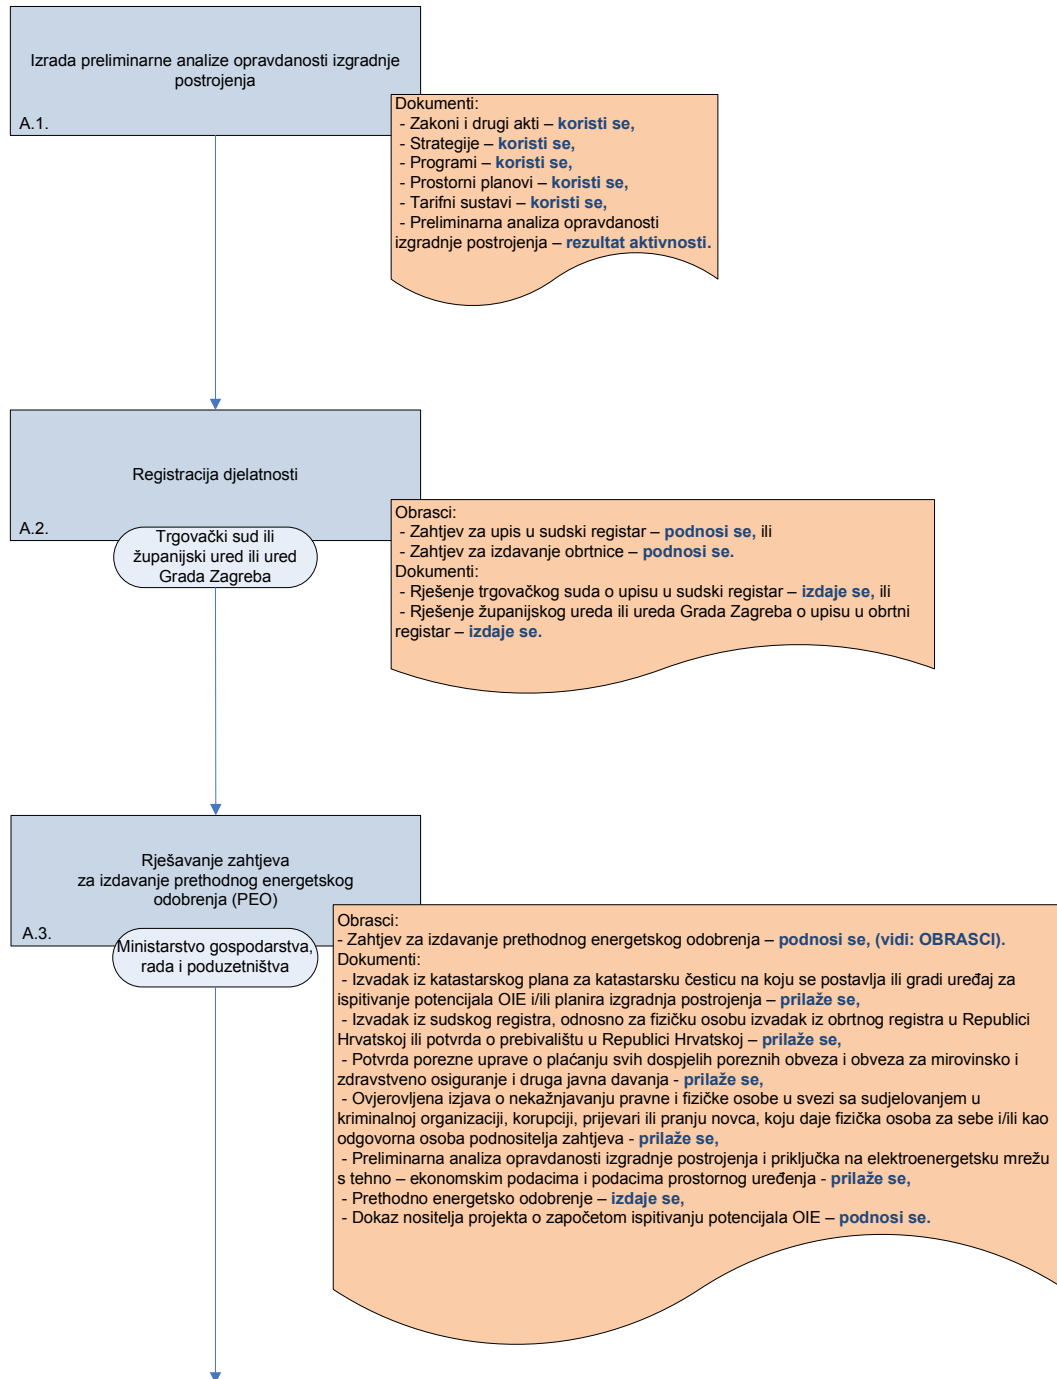 Izrada preliminarne analize opravdanosti izgradnje
postrojenja
A.1.
Dokumenti:
- Zakoni i drugi akti – koristi se,
- Strategije – koristi se,
- Programi – koristi se,
- Prostorni planovi – koristi se,
- Tarifni sustavi – koristi se,
- Preliminarna analiza opravdanosti
izgradnje postrojenja – rezultat aktivnosti.
Registracija djelatnosti
A.2.
Trgovački sud ili
županijski ured ili ured
Grada Zagreba
Obrasci:
- Zahtjev za upis u sudski registar – podnosi se, ili
- Zahtjev za izdavanje obrtnice – podnosi se.
Dokumenti:
- Rješenje trgovačkog suda o upisu u sudski registar – izdaje se, ili
- Rješenje županijskog ureda ili ureda Grada Zagreba o upisu u obrtni
registar – izdaje se.
Rješavanje zahtjeva
za izdavanje prethodnog energetskog
odobrenja (PEO)
A.3.
Ministarstvo gospodarstva,
rada i poduzetništva
Obrasci:
- Zahtjev za izdavanje prethodnog energetskog odobrenja – podnosi se, (vidi: OBRASCI).
Dokumenti:
- Izvadak iz katastarskog plana za katastarsku česticu na koju se postavlja ili gradi uređaj za
ispitivanje potencijala OIE i/ili planira izgradnja postrojenja – prilaže se,
- Izvadak iz sudskog registra, odnosno za fizičku osobu izvadak iz obrtnog registra u Republici
Hrvatskoj ili potvrda o prebivalištu u Republici Hrvatskoj – prilaže se,
- Potvrda porezne uprave o plaćanju svih dospjelih poreznih obveza i obveza za mirovinsko i
zdravstveno osiguranje i druga javna davanja - prilaže se,
- Ovjerovljena izjava o nekažnjavanju pravne i fizičke osobe u svezi sa sudjelovanjem u
kriminalnoj organizaciji, korupciji, prijevari ili pranju novca, koju daje fizička osoba za sebe i/ili kao
odgovorna osoba podnositelja zahtjeva - prilaže se,
- Preliminarna analiza opravdanosti izgradnje postrojenja i priključka na elektroenergetsku mrežu
s tehno – ekonomskim podacima i podacima prostornog uređenja - prilaže se,
- Prethodno energetsko odobrenje – izdaje se,
- Dokaz nositelja projekta o započetom ispitivanju potencijala OIE – podnosi se.